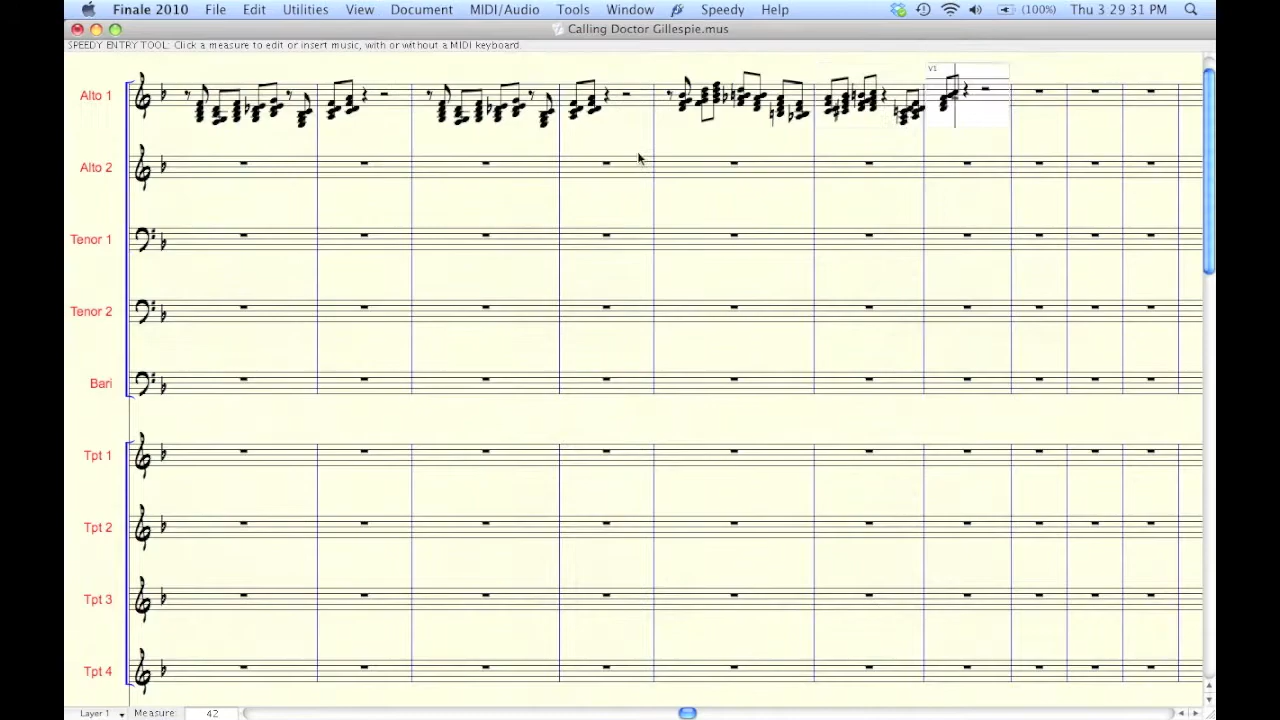 Finale 2010 File Edit Utilities View Document MIDI/Audio Tools Window Speedy Help (100%) Thu 3 29 31 PM
Calling Doctor Gillespie.mus
SPEEDY ENTRY TOOL: Click a measure to edit or insert music, with or without a MIDI keyboard.
V1
Alto 1
Alto 2
Tenor 1
Tenor 2
Bari
Tpt 1
Tpt 2
Tpt 3
Tpt 4
Layer 1 Measure: 42